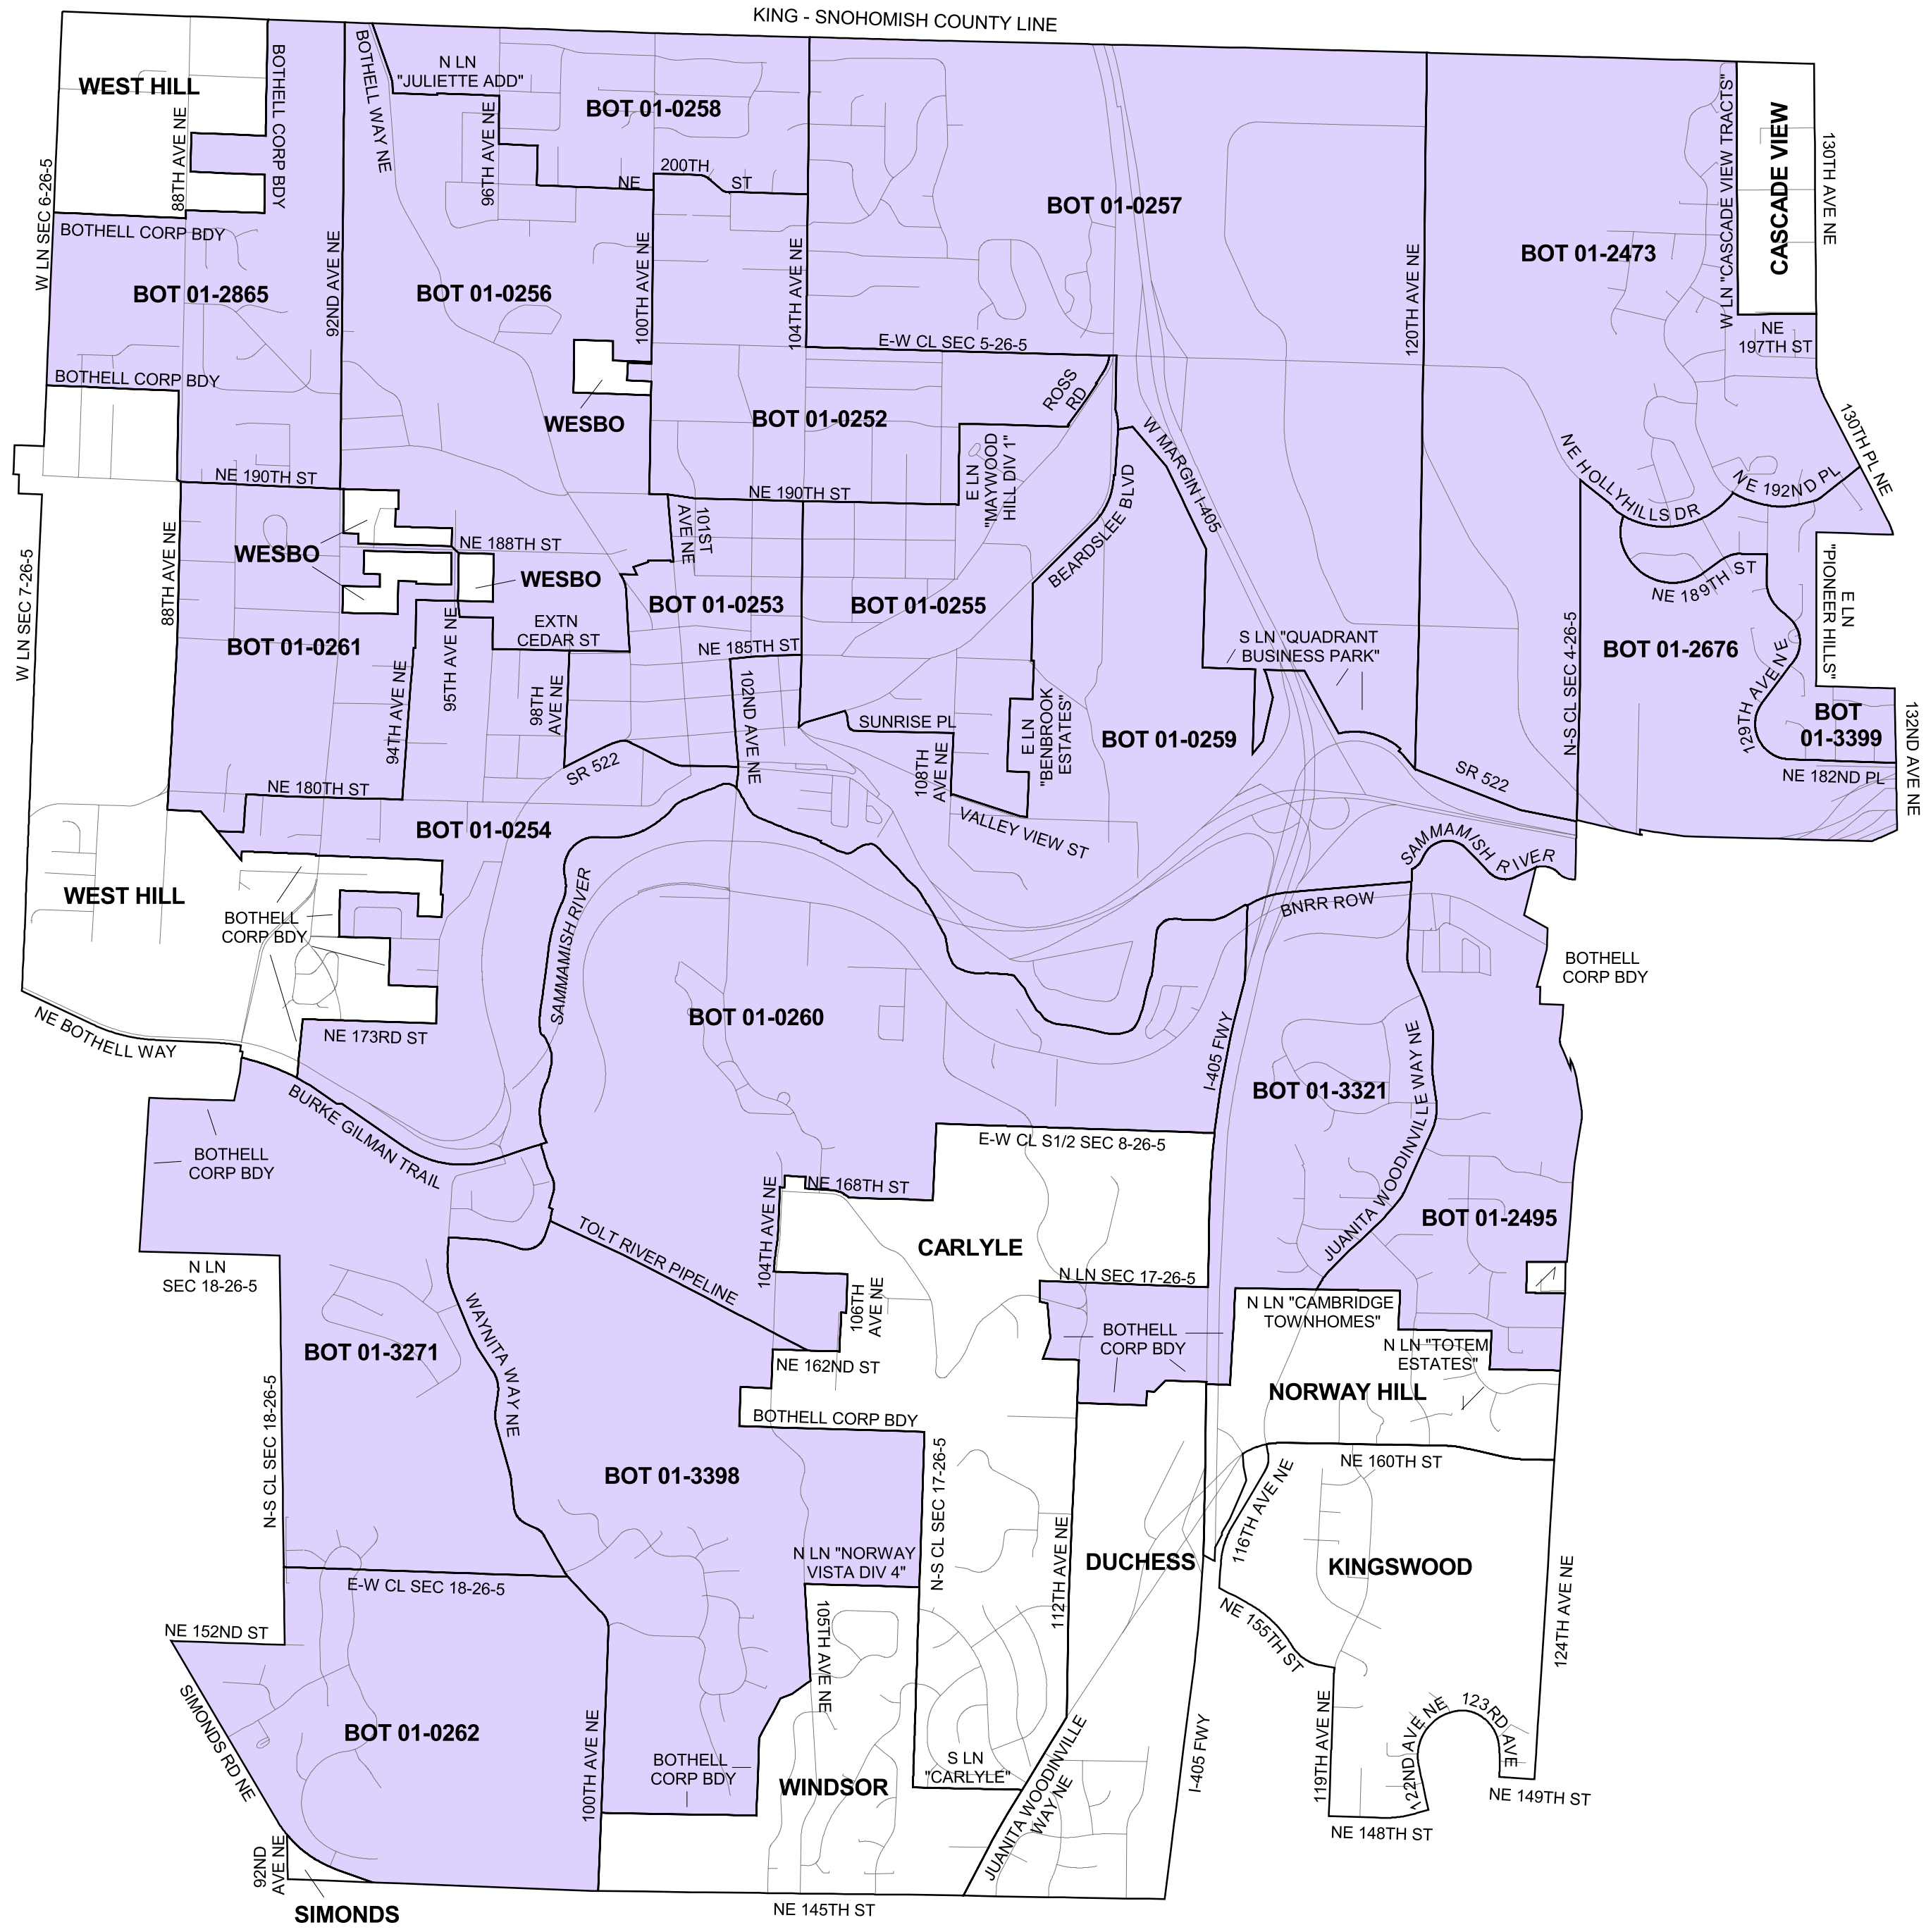 KING - SNOHOMISH COUNTY LINE
WEST HILL
88TH AVE NE
BOTHELL CORP BDY
BOTHELL WAY NE
N LN
"JULIETTE ADD"
96TH AVE NE
BOT 01-0258
NE 200TH ST
W LN SEC 6-26-5
BOTHELL CORP BDY
BOT 01-2865
92ND AVE NE
BOT 01-0256
100TH AVE NE
104TH AVE NE
BOT 01-0257
120TH AVE NE
BOT 01-2473
W LN "CASCADE VIEW TRACTS"
CASCADE VIEW
130TH AVE NE
NE
197TH ST
130TH PL NE
E-W CL SEC 5-26-5
BOTHELL CORP BDY
WESBO
BOT 01-0252
ROSS
RD
E LN
"MAYWOOD
HILL DIV 1"
W MARGIN I-405
BEARDSLEE BLVD
NE HOLLYHILLS DR
NE 192ND PL
NE 190TH ST
NE 190TH ST
101ST
AVE NE
W LN SEC 7-26-5
88TH AVE NE
WESBO
NE 188TH ST
WESBO
BOT 01-0253
BOT 01-0255
NE 189TH ST
E LN
"PIONEER HILLS"
N-S CL SEC 4-26-5
BOT 01-2676
129TH AVE NE
BOT
01-3399
132ND AVE NE
NE 182ND PL
BOT 01-0261
94TH AVE NE
95TH AVE NE
EXTN
CEDAR ST
98TH
AVE NE
NE 185TH ST
102ND AVE NE
SUNRISE PL
108TH
AVE NE
E LN
"BENBROOK
ESTATES"
BOT 01-0259
S LN "QUADRANT
BUSINESS PARK"
SR 522
SR 522
NE 180TH ST
BOT 01-0254
VALLEY VIEW ST
SAMMAMISH RIVER
WEST HILL
BOTHELL
CORP BDY
SAMMAMISH RIVER
BNRR ROW
BOTHELL
CORP BDY
NE BOTHELL WAY
NE 173RD ST
BOT 01-0260
I-405 FWY
BOT 01-3321
JUANITA WOODINVILLE WAY NE
BURKE GILMAN TRAIL
BOTHELL
CORP BDY
E-W CL S1/2 SEC 8-26-5
NE 168TH ST
104TH AVE NE
CARLYLE
BOT 01-2495
TOLT RIVER PIPELINE
N LN
SEC 18-26-5
106TH
AVE NE
N LN SEC 17-26-5
N LN "CAMBRIDGE
TOWNHOMES"
BOTHELL
CORP BDY
N LN "TOTEM
ESTATES"
BOT 01-3271
WAYNITA WAY NE
NE 162ND ST
NORWAY HILL
N-S CL SEC 18-26-5
BOTHELL CORP BDY
N-S CL SEC 17-26-5
NE 160TH ST
BOT 01-3398
116TH AVE NE
112TH AVE NE
DUCHESS
KINGSWOOD
N LN "NORWAY
VISTA DIV 4"
E-W CL SEC 18-26-5
NE 152ND ST
105TH AVE NE
NE 155TH ST
124TH AVE NE
SIMONDS RD NE
BOT 01-0262
100TH AVE NE
BOTHELL
CORP BDY
WINDSOR
S LN
"CARLYLE"
JUANITA WOODINVILLE
WAY NE
I-405 FWY
119TH AVE NE
122ND AVE NE
123RD AVE
NE 149TH ST
NE 148TH ST
92ND
AVE NE
SIMONDS
NE 145TH ST